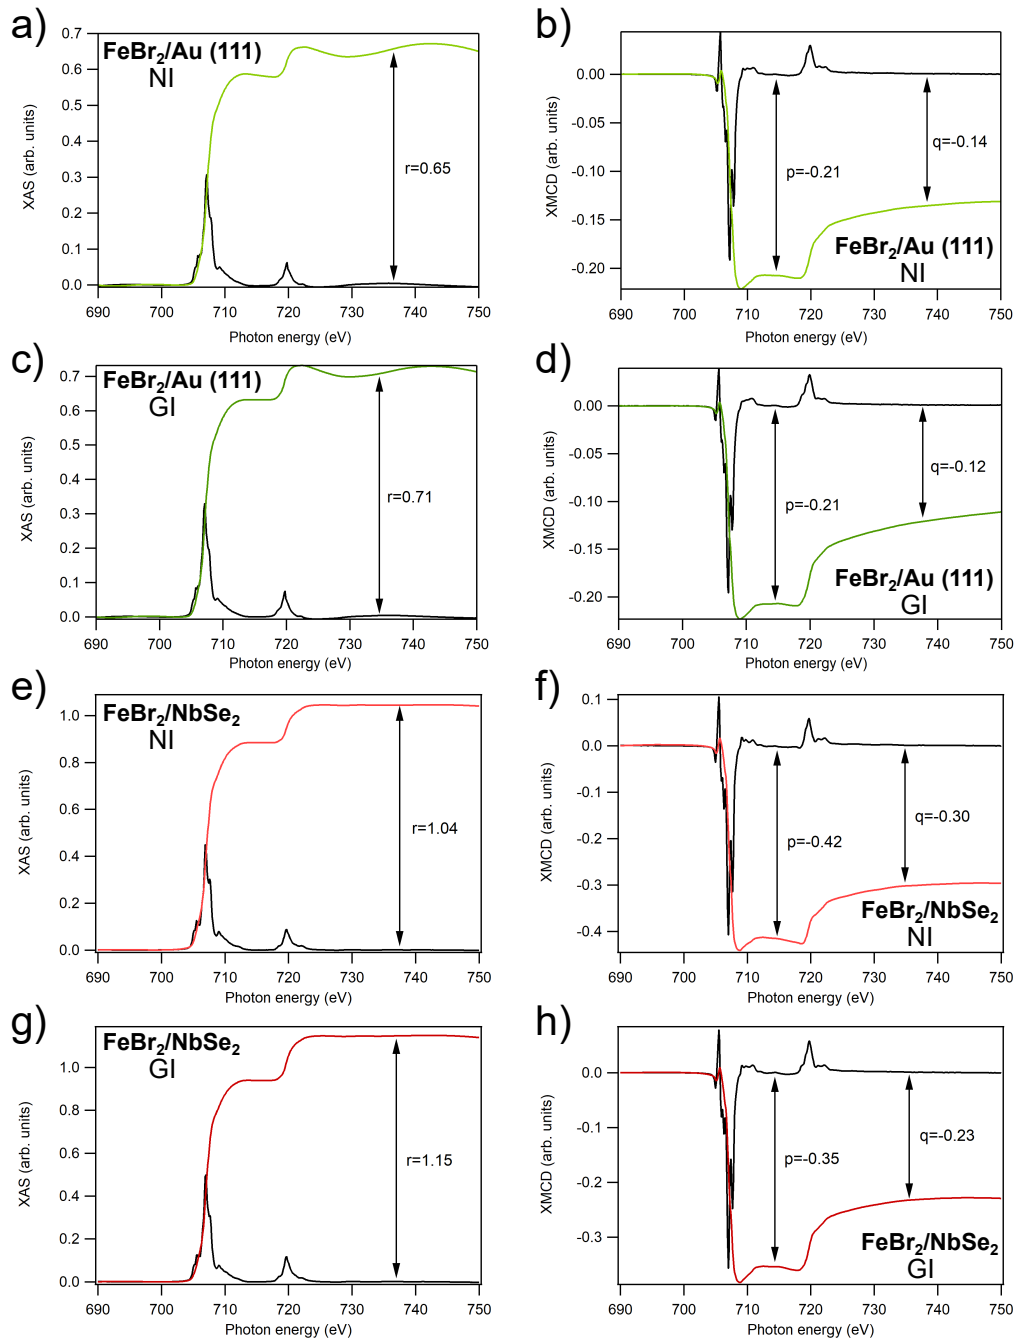 a)
FeBr2/Au (111)
NI
0.7
0.6
0.5
0.4
0.3
0.2
0.1
0.0
XAS (arb. units)
r=0.65
690
700
710
720
730
740
750
Photon energy (eV)
b)
0.00
-0.05
-0.10
-0.15
-0.20
XMCD (arb. units)
p=-0.21
q=-0.14
FeBr2/Au (111)
NI
690
700
710
720
730
740
750
Photon energy (eV)
c)
FeBr2/Au (111)
GI
0.7
0.6
0.5
0.4
0.3
0.2
0.1
0.0
XAS (arb. units)
r=0.71
690
700
710
720
730
740
750
Photon energy (eV)
d)
0.00
-0.05
-0.10
-0.15
-0.20
XMCD (arb. units)
p=-0.21
q=-0.12
FeBr2/Au (111)
GI
690
700
710
720
730
740
750
Photon energy (eV)
e)
FeBr2/NbSe2
NI
1.0
0.8
0.6
0.4
0.2
0.0
XAS (arb. units)
r=1.04
690
700
710
720
730
740
750
Photon energy (eV)
f)
0.1
0.0
-0.1
-0.2
-0.3
-0.4
XMCD (arb. units)
p=-0.42
q=-0.30
FeBr2/NbSe2
NI
690
700
710
720
730
740
750
Photon energy (eV)
g)
FeBr2/NbSe2
GI
1.0
0.8
0.6
0.4
0.2
0.0
XAS (arb. units)
r=1.15
690
700
710
720
730
740
750
Photon energy (eV)
h)
0.0
-0.1
-0.2
-0.3
XMCD (arb. units)
p=-0.35
q=-0.23
FeBr2/NbSe2
GI
690
700
710
720
730
740
750
Photon energy (eV)